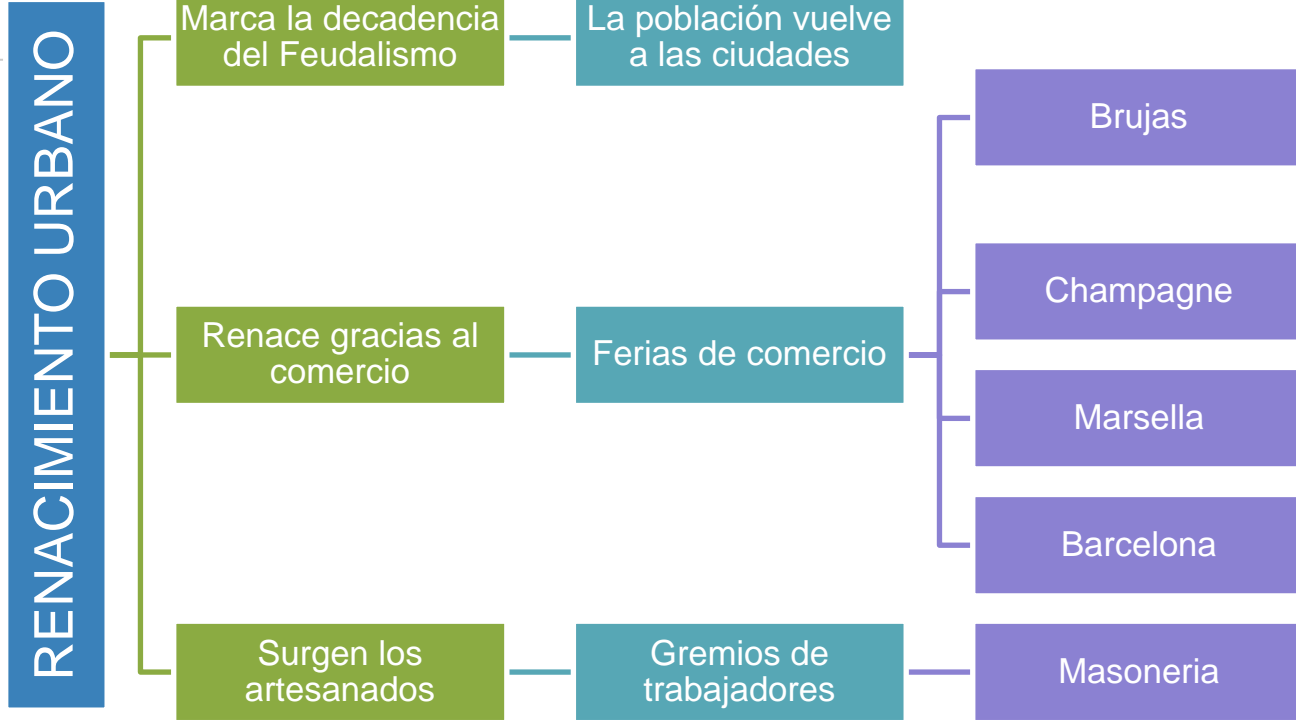 RENACIMIENTO URBANO
Marca la decadencia
del Feudalismo
La población vuelve
a las ciudades
Renace gracias al
comercio
Ferias de comercio
Brujas
Champagne
Marsella
Barcelona
Surgen los
artesanados
Gremios de
trabajadores
Masoneria